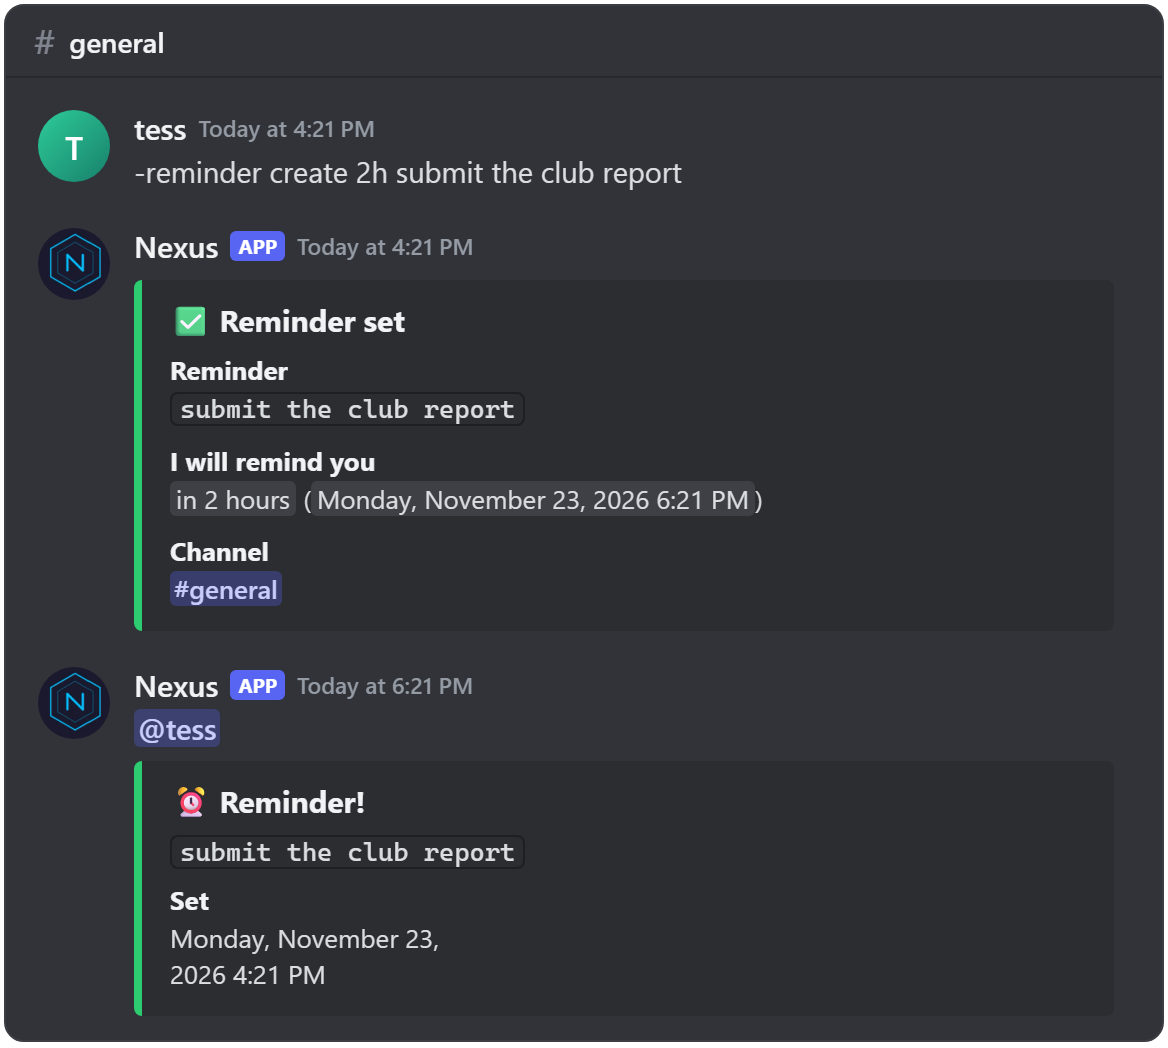 # general
T
tess Today at 4:21 PM
-reminder create 2h submit the club report
N
Nexus APP Today at 4:21 PM
✅ Reminder set
Reminder
submit the club report
I will remind you
in 2 hours (Monday, November 23, 2026 6:21 PM)
Channel
#general
N
Nexus APP Today at 6:21 PM
@tess
⏰ Reminder!
submit the club report
Set
Monday, November 23,
2026 4:21 PM